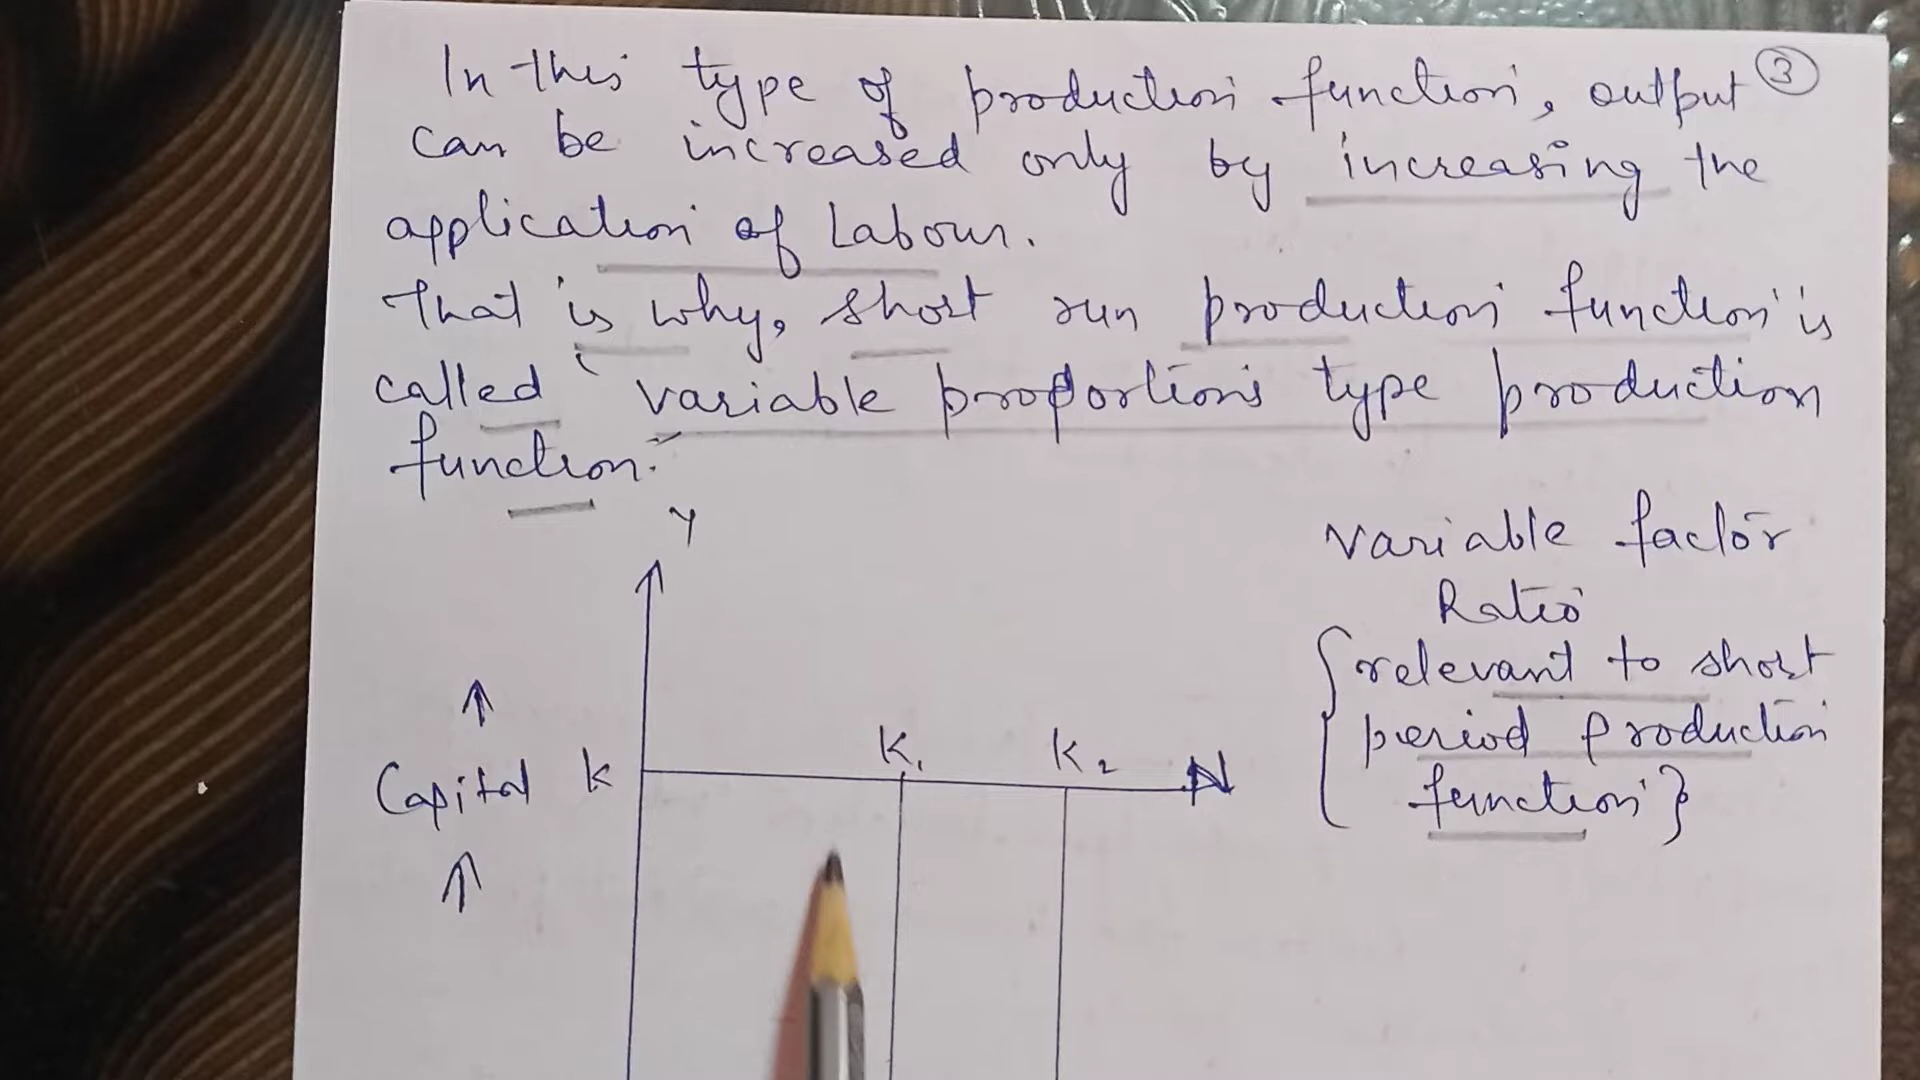 ③
In this type of production function, output
can be increased only by increasing the
application of Labour.
That is why, short run production function is
called ‘variable proportions type production
function.
Y
Variable factor
Ratio
{relevant to short
period production
function}
K1 K2 N
Capital K